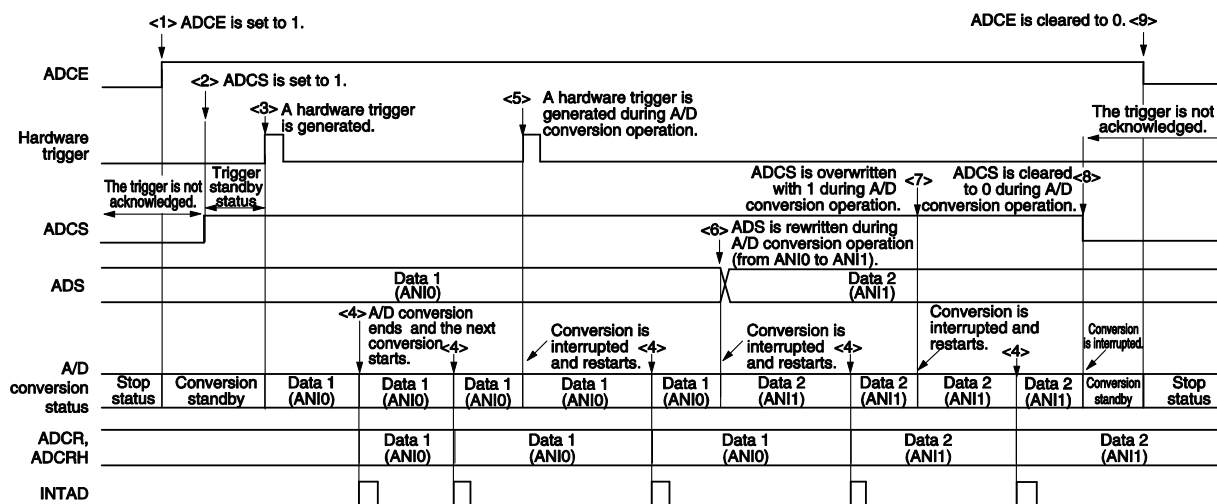 <1> ADCE is set to 1.
ADCE is cleared to 0. <9>
ADCE
<2> ADCS is set to 1.
<3> A hardware trigger
is generated.
<5> A hardware trigger is
generated during A/D
conversion operation.
The trigger is not
acknowledged.
Hardware
trigger
The trigger is not
acknowledged.
Trigger
standby
status
ADCS is overwritten
with 1 during A/D <7>
conversion operation.
ADCS is cleared
to 0 during A/D <8>
conversion operation.
ADCS
<6> ADS is rewritten during
A/D conversion operation
(from ANI0 to ANI1).
ADS
Data 1
(ANI0)
Data 2
(ANI1)
<4> A/D conversion
ends and the next
conversion
starts. <4>
Conversion is
interrupted <4>
and restarts.
Conversion is
interrupted <4>
and restarts.
Conversion is
interrupted and
restarts. <4>
Conversion
is interrupted.
A/D
conversion
status
Stop
status
Conversion
standby
Data 1
(ANI0)
Data 1
(ANI0)
Data 1
(ANI0)
Data 1
(ANI0)
Data 1
(ANI0)
Data 2
(ANI1)
Data 2
(ANI1)
Data 2
(ANI1)
Data 2
(ANI1)
Conversion
standby
Stop
status
ADCR,
ADCRH
Data 1
(ANI0)
Data 1
(ANI0)
Data 1
(ANI0)
Data 2
(ANI1)
Data 2
(ANI1)
INTAD